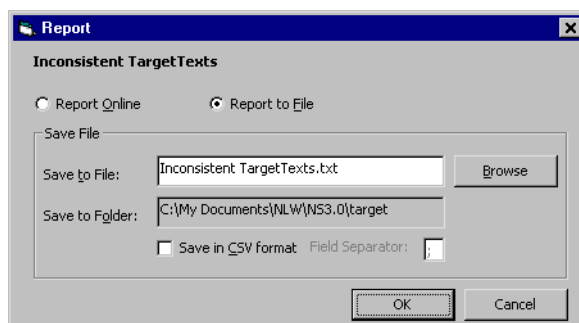 Report
Inconsistent TargetTexts
Report Online Report to File
Save File
Save to File: Inconsistent TargetTexts.txt Browse
Save to Folder: C:\My Documents\NLW\NS3.0\target
Save in CSV format Field Separator: ;
OK Cancel